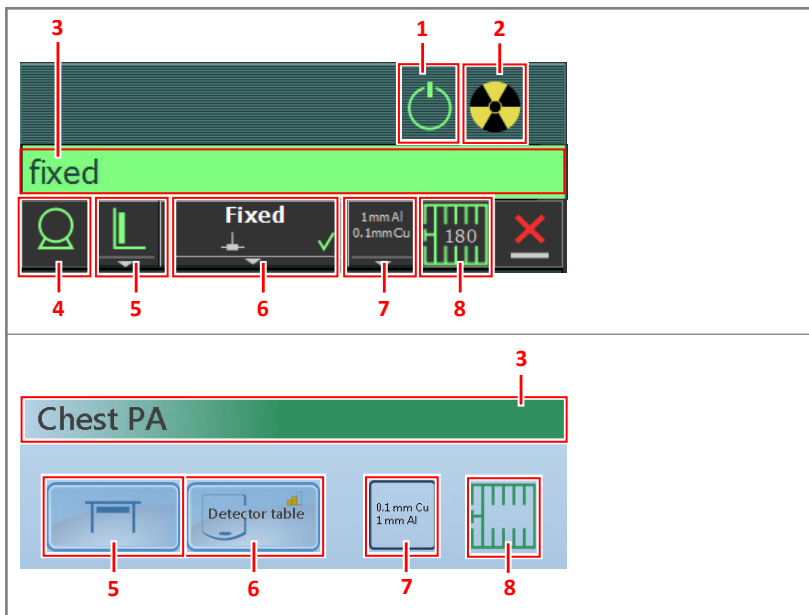 3
1
2
fixed
Fixed
1mm Al
0.1mm Cu
180
4
5
6
7
8
3
Chest PA
Detector table
0.1 mm Cu
1 mm Al
5
6
7
8